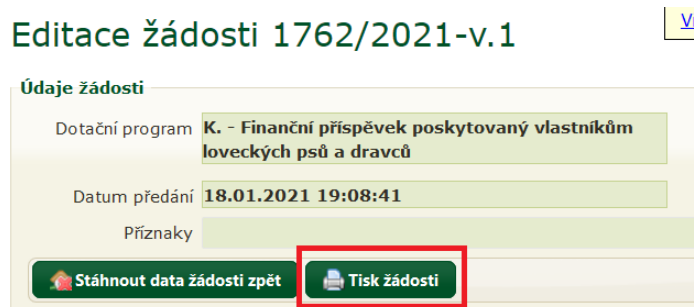 Editace žádosti 1762/2021-v.1
Údaje žádosti
Dotační program K. - Finanční příspěvek poskytovaný vlastníkům
loveckých psů a dravců
Datum předání 18.01.2021 19:08:41
Příznaky
Stáhnout data žádosti zpět Tisk žádosti